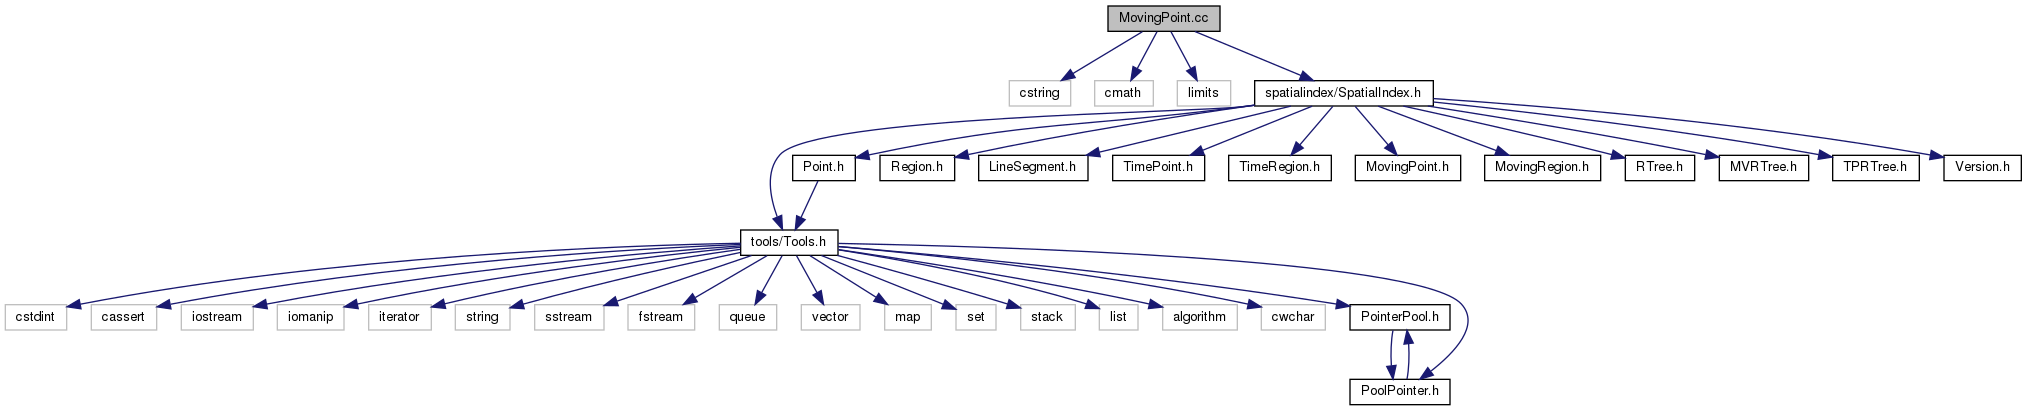 MovingPoint.cc
cstring
cmath
limits
spatialindex/SpatialIndex.h
Point.h
Region.h
LineSegment.h
TimePoint.h
TimeRegion.h
MovingPoint.h
MovingRegion.h
RTree.h
MVRTree.h
TPRTree.h
Version.h
tools/Tools.h
cstdint
cassert
iostream
iomanip
iterator
string
sstream
fstream
queue
vector
map
set
stack
list
algorithm
cwchar
PointerPool.h
PoolPointer.h